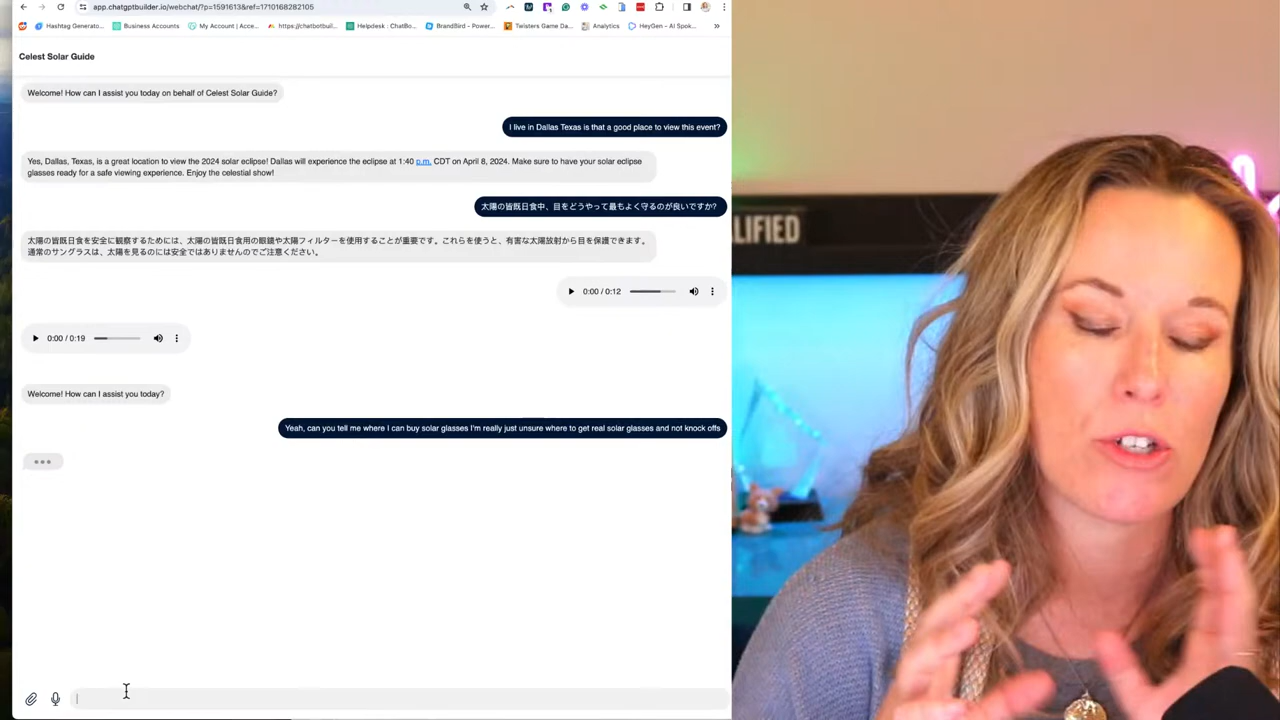 app.chatgptbuilder.io/webchat/?p=1591613&ref=1710168282105
Hashtag Generato... Business Accounts My Account | Acce... https://chatbotbuil... Helpdesk : ChatBo... BrandBird - Power... Twisters Game Da... Analytics HeyGen - AI Spok... »
Celest Solar Guide
Welcome! How can I assist you today on behalf of Celest Solar Guide?
I live in Dallas Texas is that a good place to view this event?
Yes, Dallas, Texas, is a great location to view the 2024 solar eclipse! Dallas will experience the eclipse at 1:40 p.m. CDT on April 8, 2024. Make sure to have your solar eclipse
glasses ready for a safe viewing experience. Enjoy the celestial show!
太陽の皆既日食中、目をどうやって最もよく守るのが良いですか?
太陽の皆既日食を安全に観察するためには、太陽の皆既日食用の眼鏡や太陽フィルターを使用することが重要です。これらを使うと、有害な太陽放射から目を保護できます。
通常のサングラスは、太陽を見るのには安全ではありませんのでご注意ください。
0:00 / 0:12
0:00 / 0:19
Welcome! How can I assist you today?
Yeah, can you tell me where I can buy solar glasses I'm really just unsure where to get real solar glasses and not knock offs
LIFIED